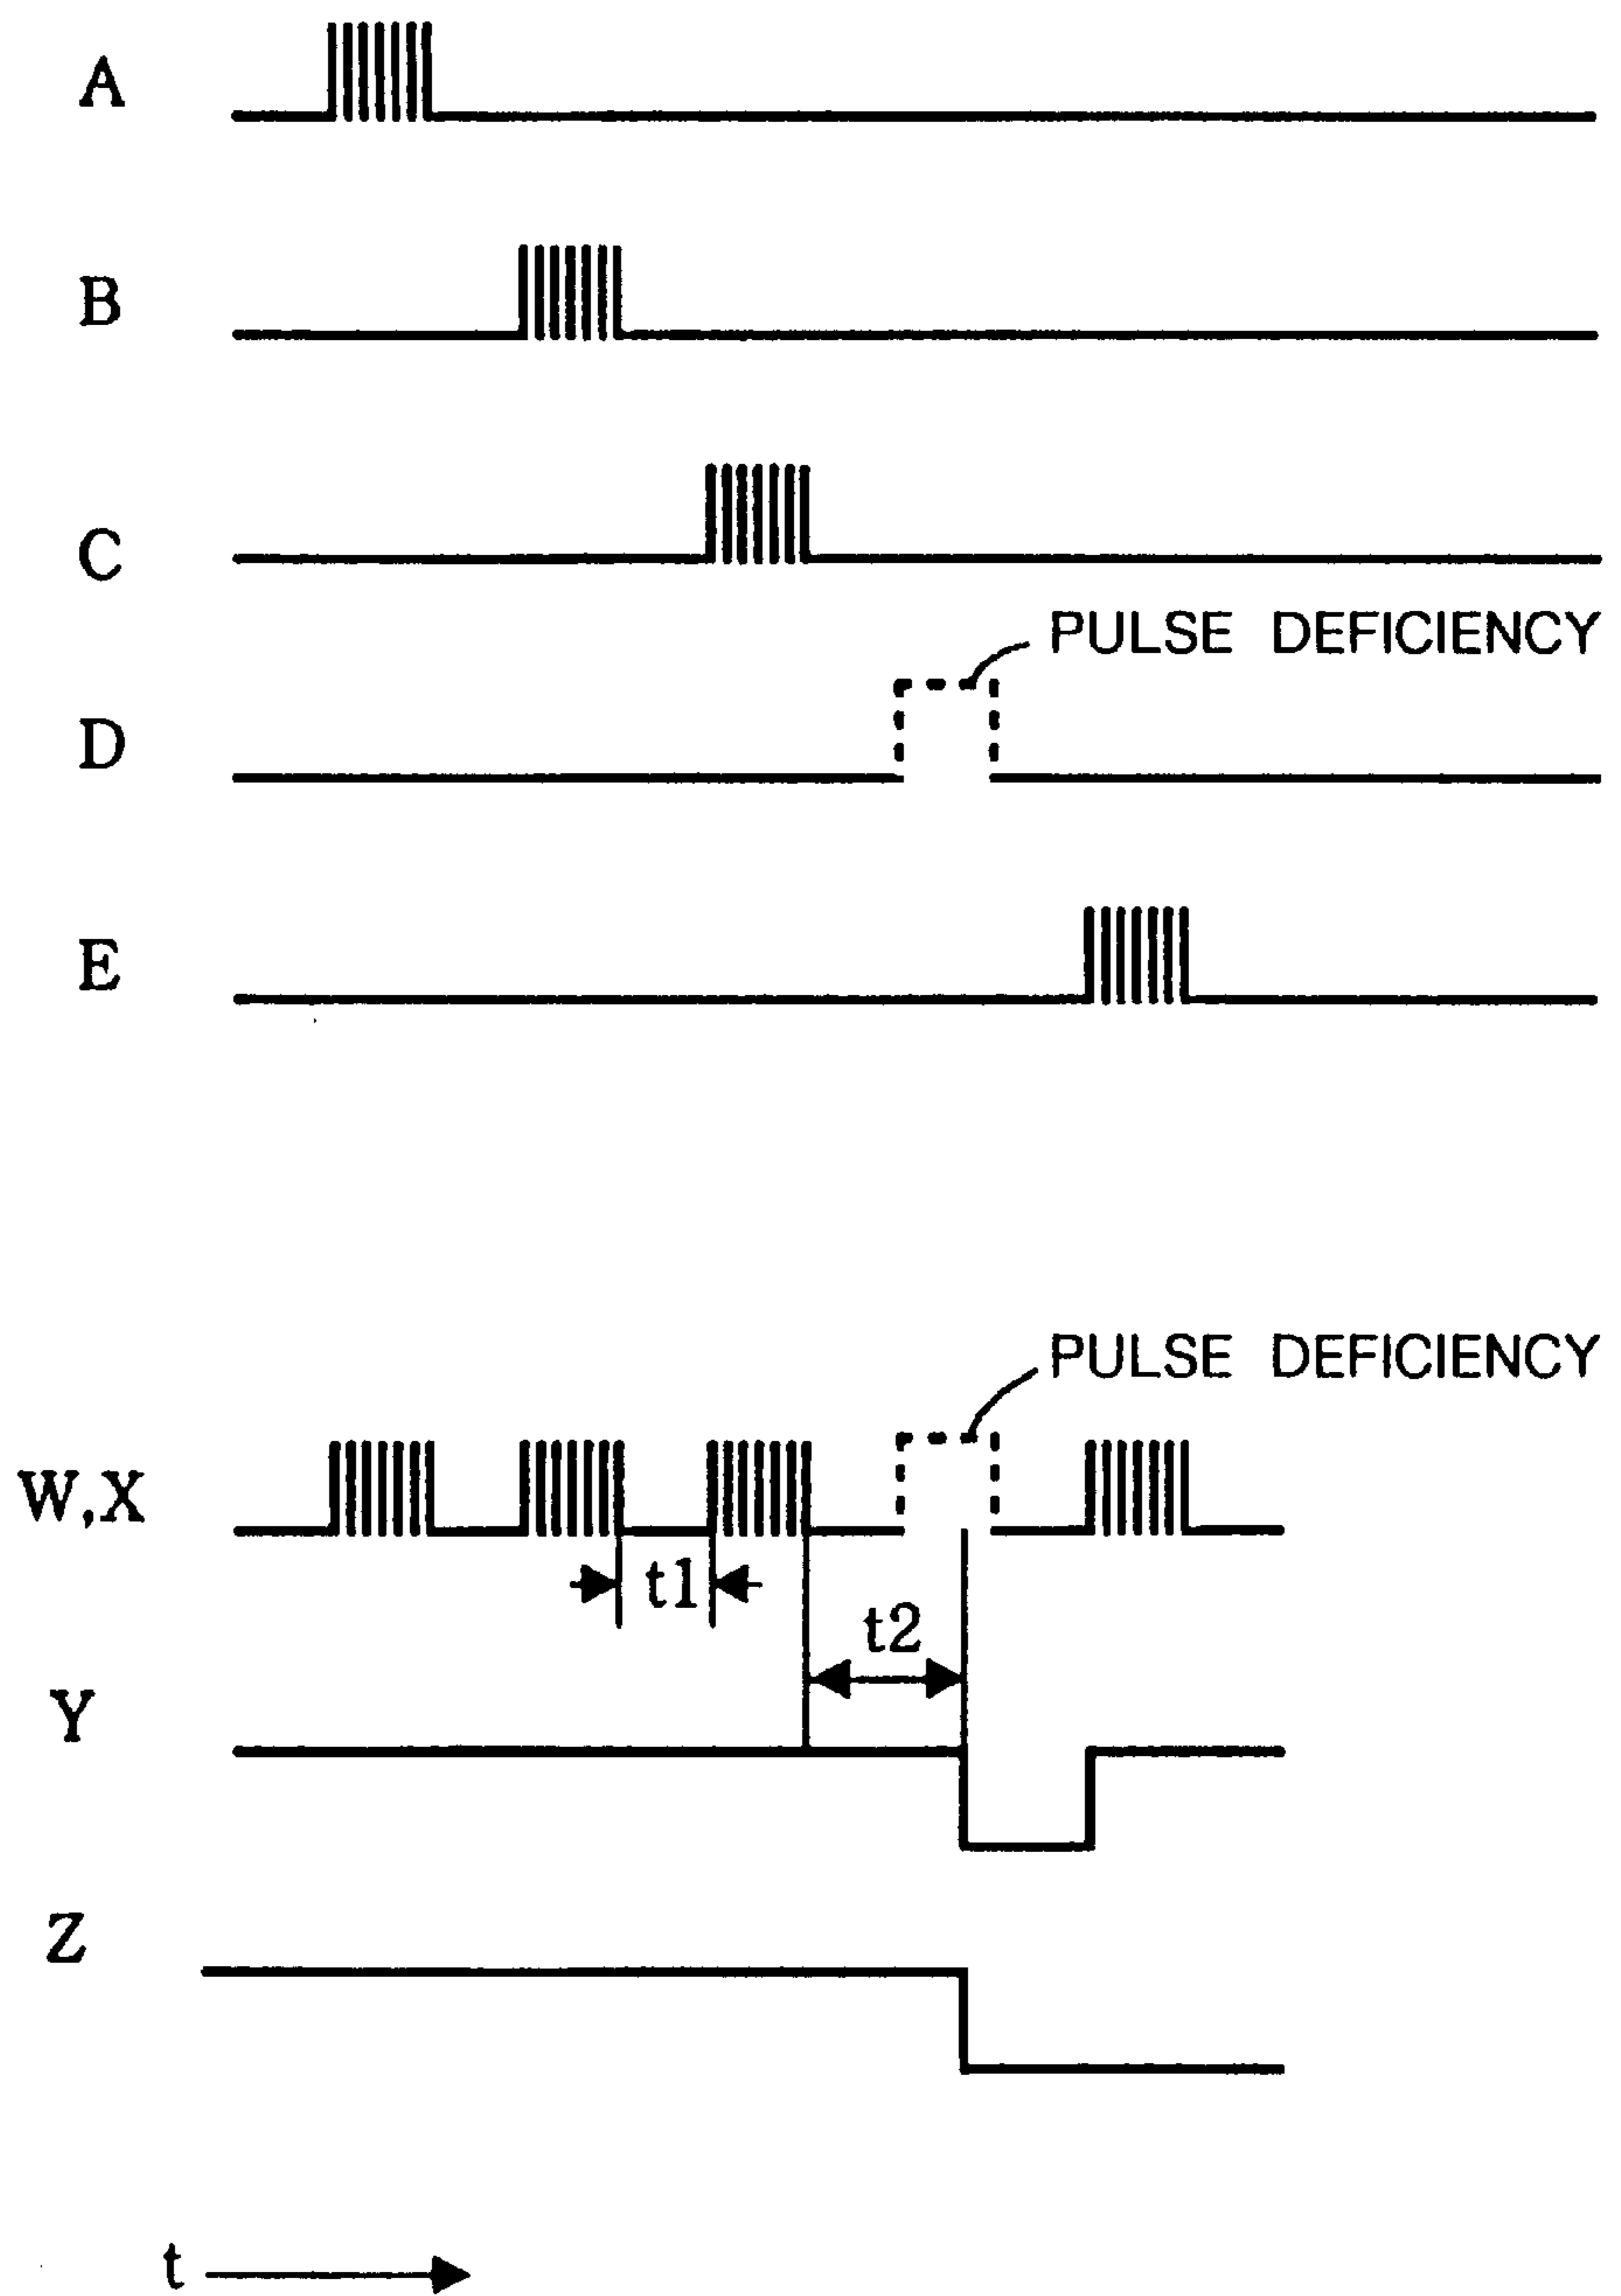 A
B
C
PULSE DEFICIENCY
D
E
PULSE DEFICIENCY
W,X
t1
t2
Y
Z
t